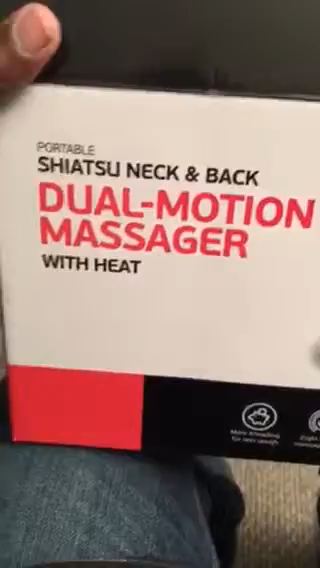 PORTABLE
SHIATSU NECK & BACK
DUAL-MOTION
MASSAGER
WITH HEAT